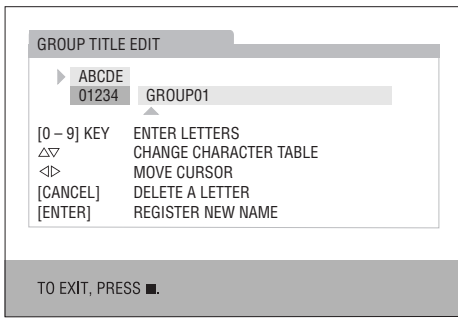 GROUP TITLE EDIT
ABCDE
01234 GROUP01
[0 – 9] KEY ENTER LETTERS
△▽ CHANGE CHARACTER TABLE
◁▷ MOVE CURSOR
[CANCEL] DELETE A LETTER
[ENTER] REGISTER NEW NAME
TO EXIT, PRESS ■.